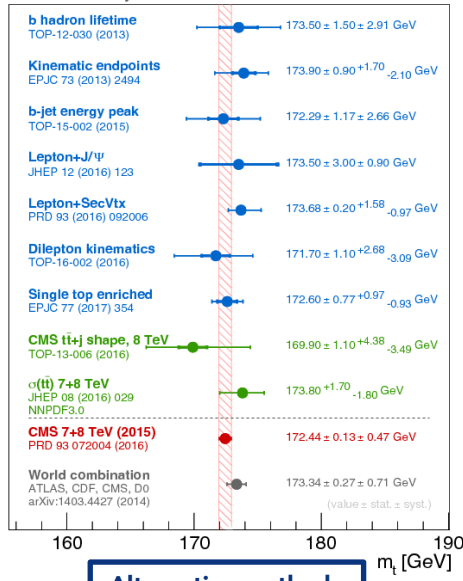 b hadron lifetime 173.50 ± 1.50 ± 2.91 GeV
TOP-12-030 (2013)
Kinematic endpoints 173.90 ± 0.90 +1.70 -2.10 GeV
EPJC 73 (2013) 2494
b-jet energy peak 172.29 ± 1.17 ± 2.66 GeV
TOP-15-002 (2015)
Lepton+J/Ψ 173.50 ± 3.00 ± 0.90 GeV
JHEP 12 (2016) 123
Lepton+SecVtx 173.68 ± 0.20 +1.58 -0.97 GeV
PRD 93 (2016) 092006
Dilepton kinematics 171.70 ± 1.10 +2.68 -3.09 GeV
TOP-16-002 (2016)
Single top enriched 172.60 ± 0.77 +0.97 -0.93 GeV
EPJC 77 (2017) 354
CMS tt̄+j shape, 8 TeV 169.90 ± 1.10 +4.38 -3.49 GeV
TOP-13-006 (2016)
σ(tt̄) 7+8 TeV 173.80 +1.70 -1.80 GeV
JHEP 08 (2016) 029
NNPDF3.0
CMS 7+8 TeV (2015) 172.44 ± 0.13 ± 0.47 GeV
PRD 93 072004 (2016)
World combination 173.34 ± 0.27 ± 0.71 GeV
ATLAS, CDF, CMS, D0
arXiv:1403.4427 (2014)
(value ± stat. ± syst.)
160 170 180 190
m_t [GeV]